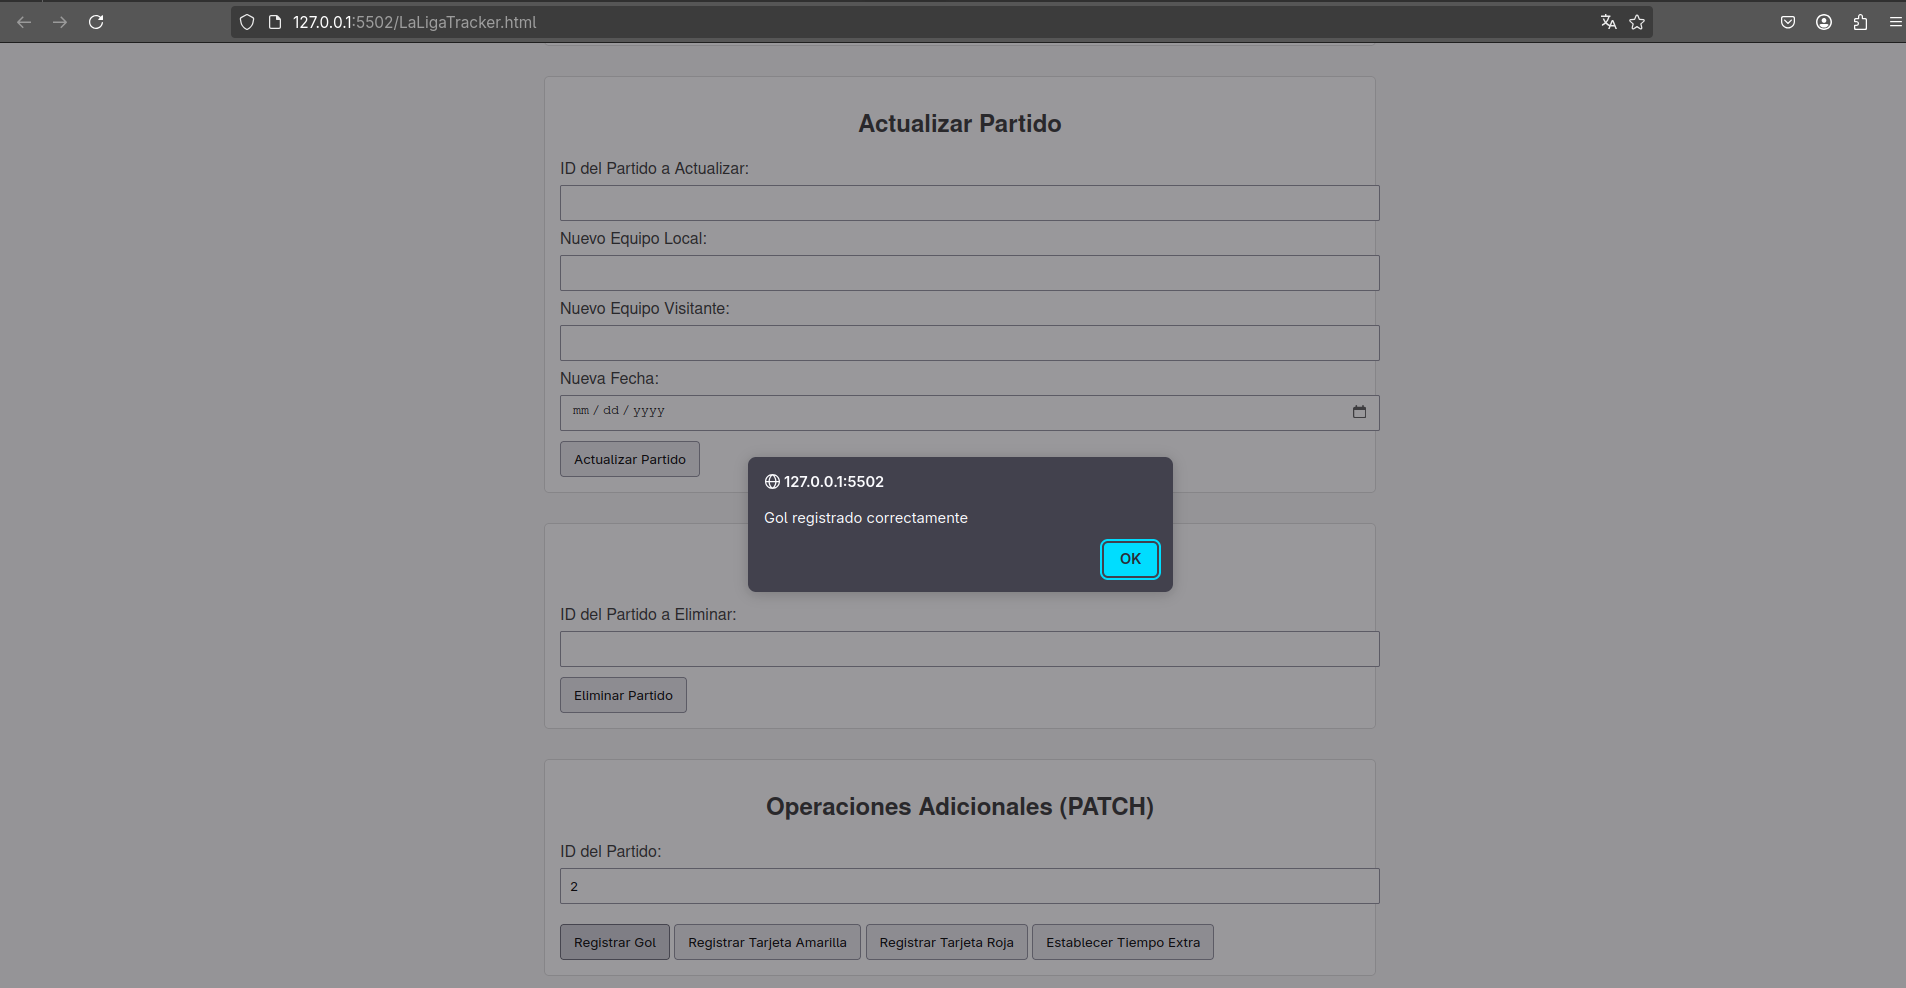 127.0.0.1:5502/LaLigaTracker.html
Actualizar Partido
ID del Partido a Actualizar:
Nuevo Equipo Local:
Nuevo Equipo Visitante:
Nueva Fecha:
mm / dd / yyyy
Actualizar Partido
127.0.0.1:5502
Gol registrado correctamente
OK
ID del Partido a Eliminar:
Eliminar Partido
Operaciones Adicionales (PATCH)
ID del Partido:
2
Registrar Gol Registrar Tarjeta Amarilla Registrar Tarjeta Roja Establecer Tiempo Extra